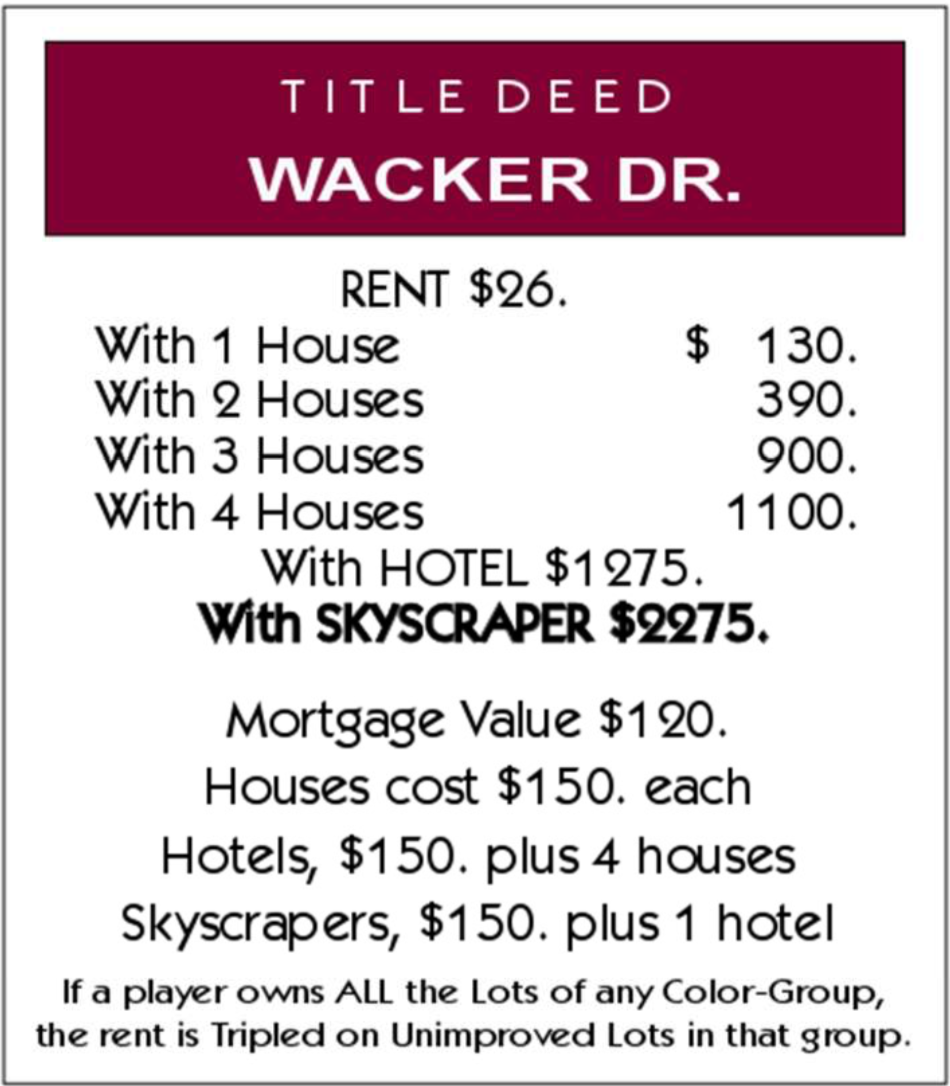 TITLE DEED
WACKER DR.
RENT $26.
With 1 House $ 130.
With 2 Houses 390.
With 3 Houses 900.
With 4 Houses 1100.
With HOTEL $1275.
With SKYSCRAPER $2275.
Mortgage Value $120.
Houses cost $150. each
Hotels, $150. plus 4 houses
Skyscrapers, $150. plus 1 hotel
If a player owns ALL the Lots of any Color-Group,
the rent is Tripled on Unimproved Lots in that group.